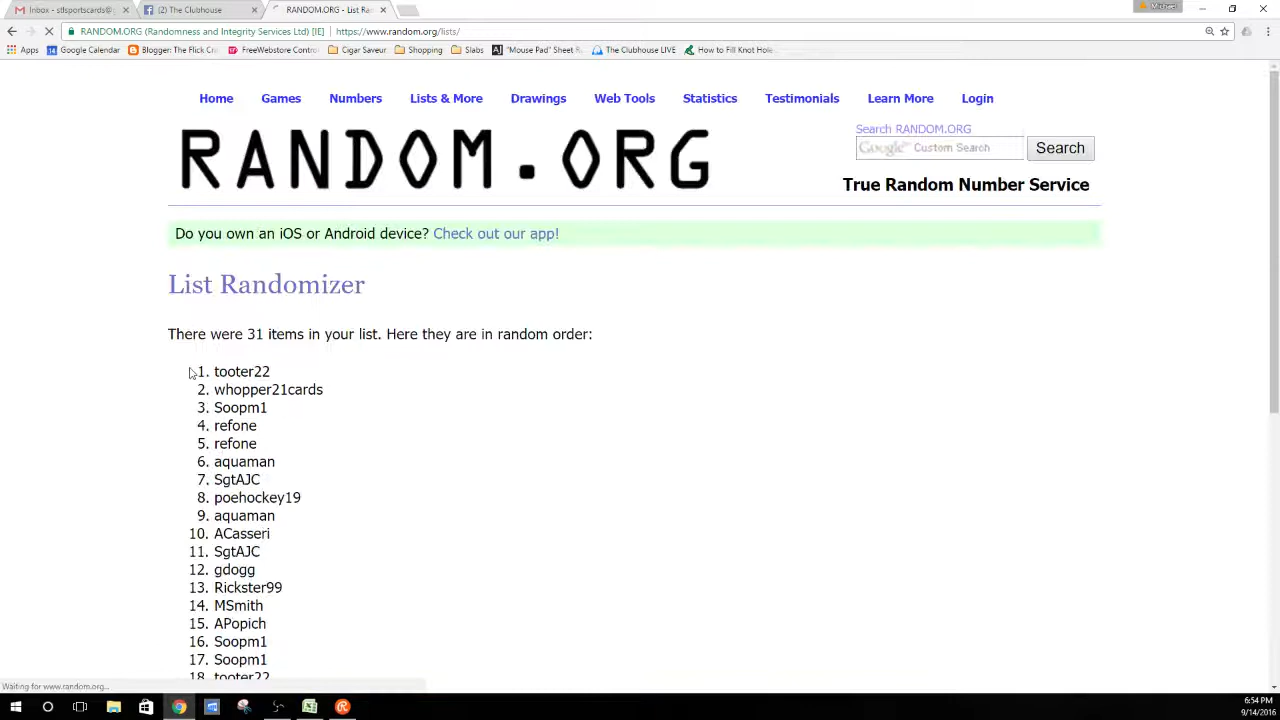 Inbox - stlsportscards@g
(2) The Clubhouse
RANDOM.ORG - List Ra
Michael
RANDOM.ORG (Randomness and Integrity Services Ltd) [IE] https://www.random.org/lists/
Apps Google Calendar Blogger: The Flick Cr FreeWebstore Contro Cigar Saveur Shopping Slabs "Mouse Pad" Sheet R The Clubhouse LIVE How to Fill Knot Hole
Home Games Numbers Lists & More Drawings Web Tools Statistics Testimonials Learn More Login
RANDOM.ORG
Search RANDOM.ORG
Google Custom Search Search
True Random Number Service
Do you own an iOS or Android device? Check out our app!
List Randomizer
There were 31 items in your list. Here they are in random order:
1. tooter22
2. whopper21cards
3. Soopm1
4. refone
5. refone
6. aquaman
7. SgtAJC
8. poehockey19
9. aquaman
10. ACasseri
11. SgtAJC
12. gdogg
13. Rickster99
14. MSmith
15. APopich
16. Soopm1
17. Soopm1
18. tooter22
Waiting for www.random.org...
6:54 PM
9/14/2016